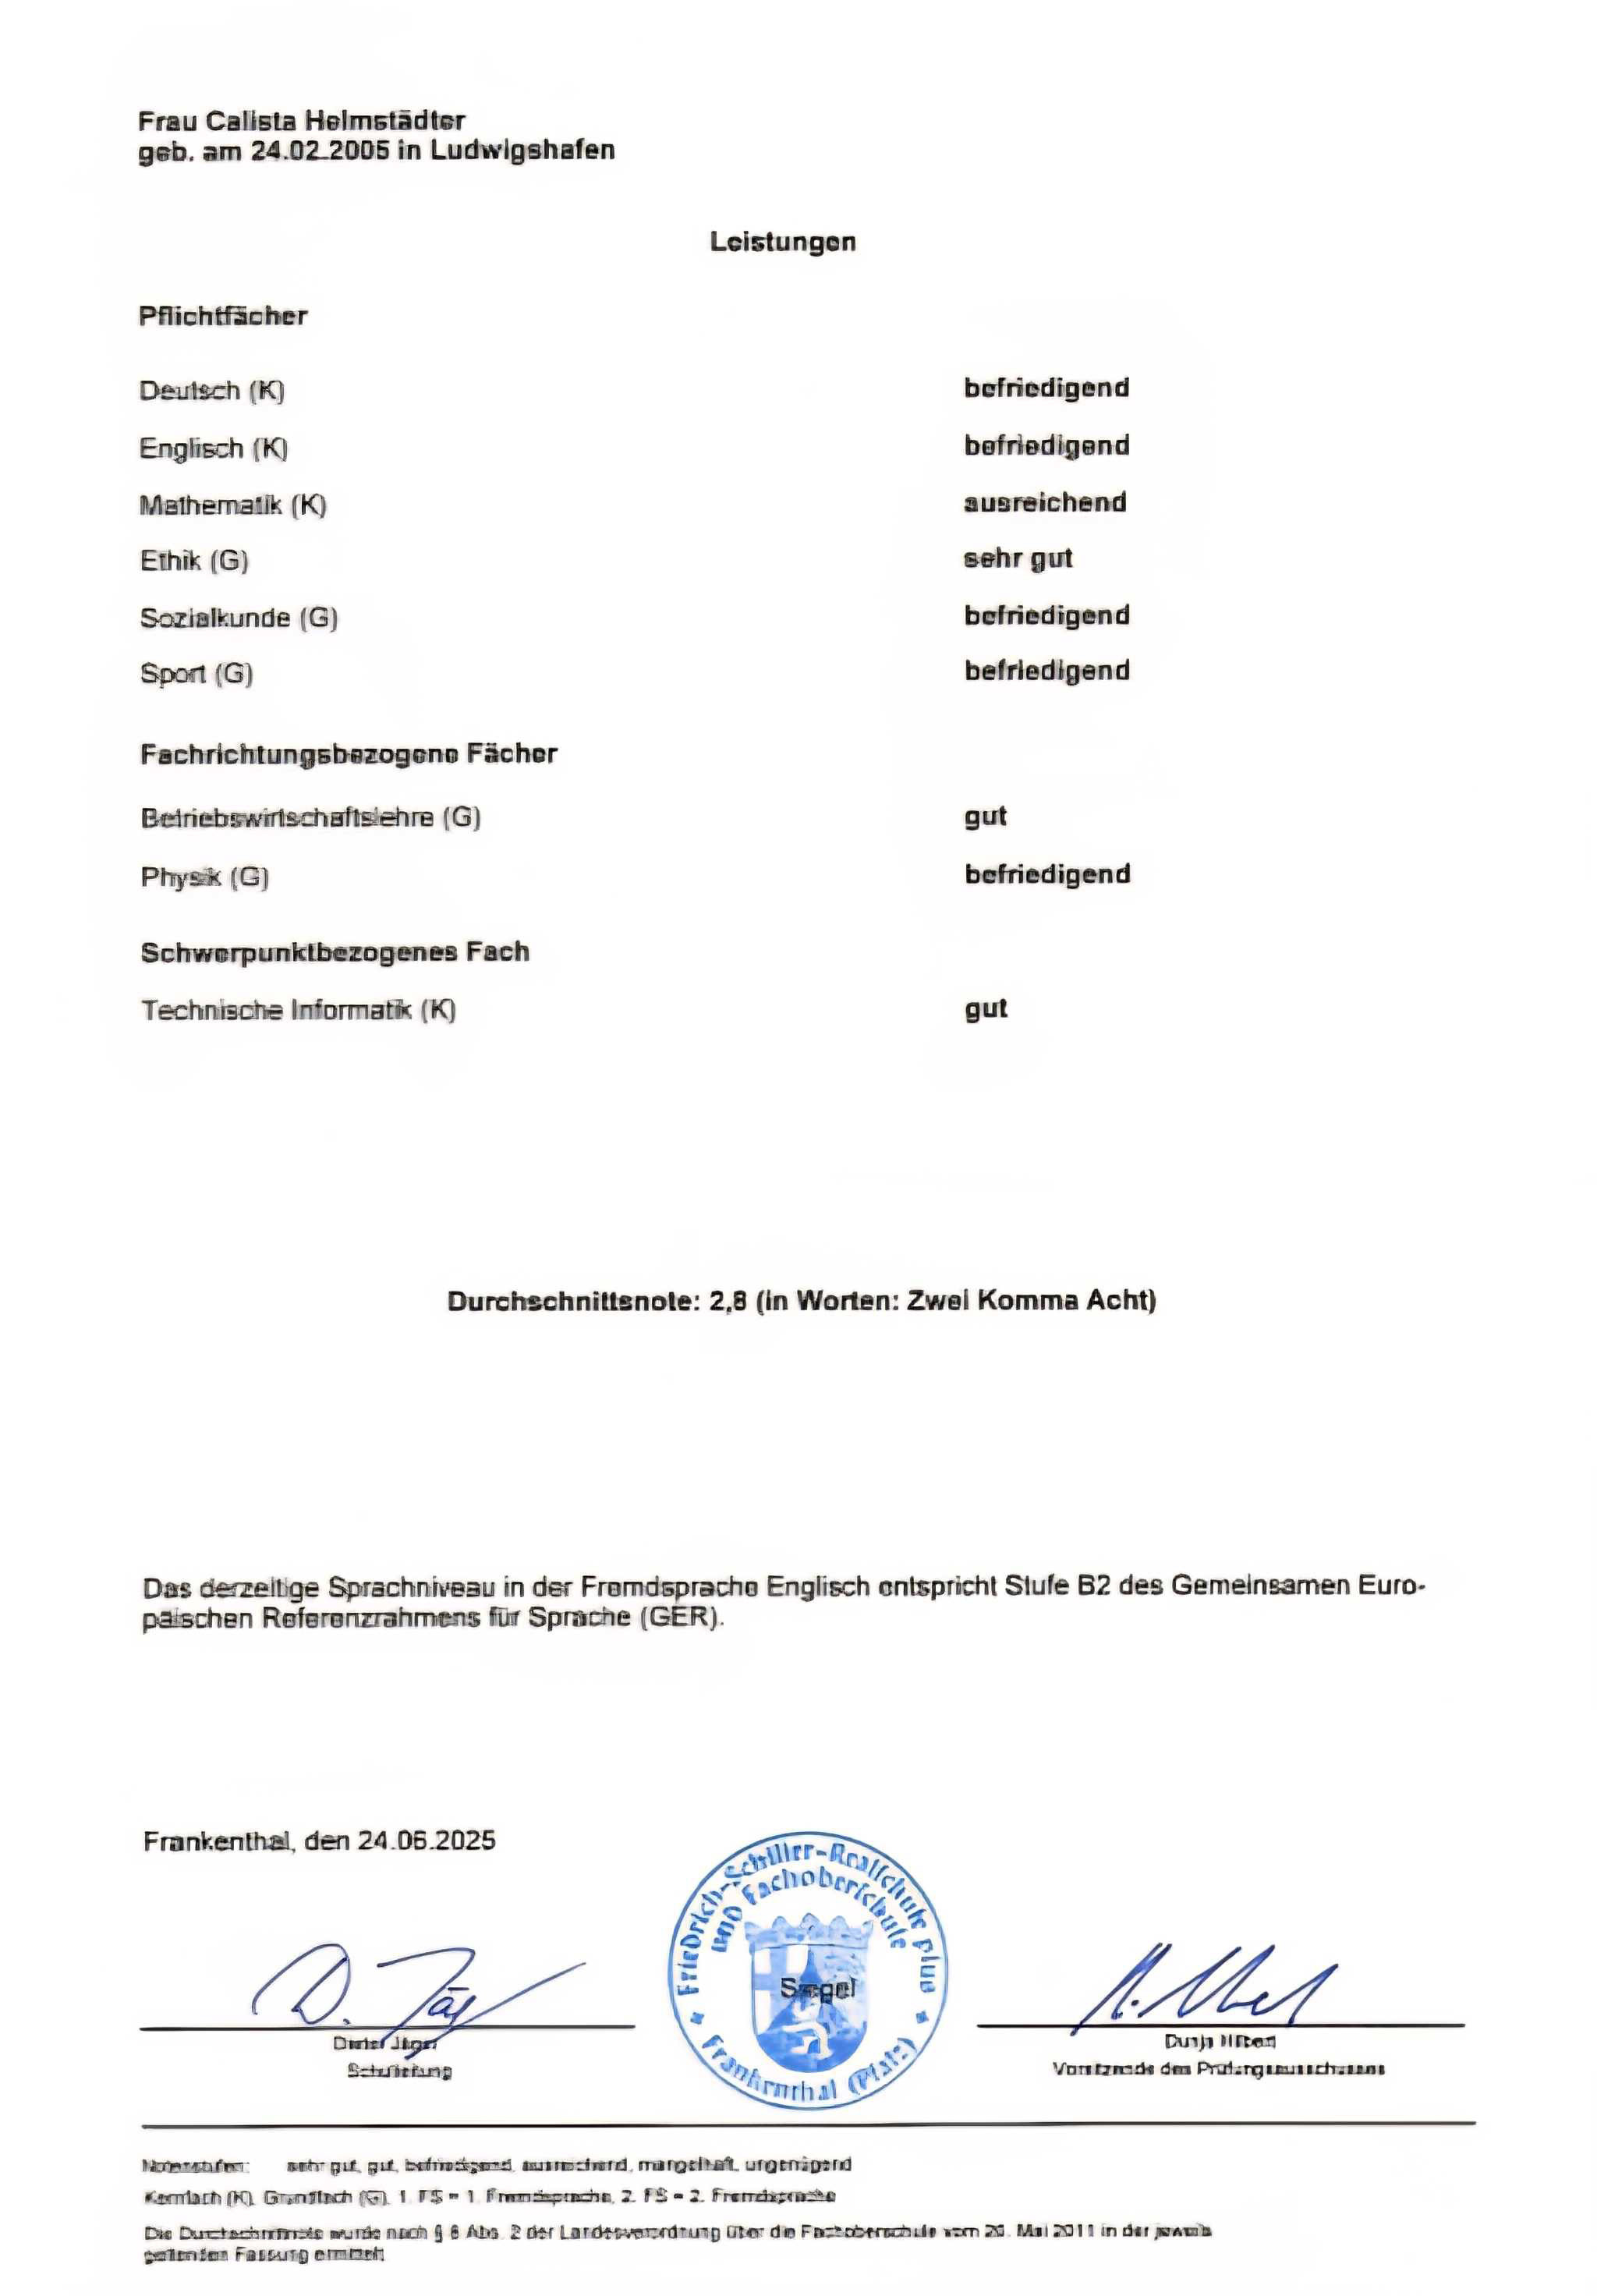 Frau Calista Helmstädter
geb. am 24.02.2005 in Ludwigshafen
Leistungen
Pflichtfächer
Deutsch (K) befriedigend
Englisch (K) befriedigend
Mathematik (K) ausreichend
Ethik (G) sehr gut
Sozialkunde (G) befriedigend
Sport (G) befriedigend
Fachrichtungsbezogene Fächer
Betriebswirtschaftslehre (G) gut
Physik (G) befriedigend
Schwerpunktbezogenes Fach
Technische Informatik (K) gut
Durchschnittsnote: 2,8 (in Worten: Zwei Komma Acht)
Das derzeitige Sprachniveau in der Fremdsprache Englisch entspricht Stufe B2 des Gemeinsamen Euro-
päischen Referenzrahmens für Sprache (GER).
Frankenthal, den 24.06.2025
Friedrich-Schiller-Realschule plus
und Fachoberschule
Siegel
Frankenthal (Pfalz)
D. Jäger
Jäger
Schulleitung
Dunja
Vorsitzende des Prüfungsausschusses
Notenstufen: sehr gut, gut, befriedigend, ausreichend, mangelhaft, ungenügend
Kernfach (K), Grundfach (G), 1. FS = 1. Fremdsprache, 2. FS = 2. Fremdsprache
Die Durchschnittsnote wurde nach § 8 Abs. 2 der Landesverordnung über die Fachoberschule vom 20. Mai 2011 in der jeweils
geltenden Fassung ermittelt.